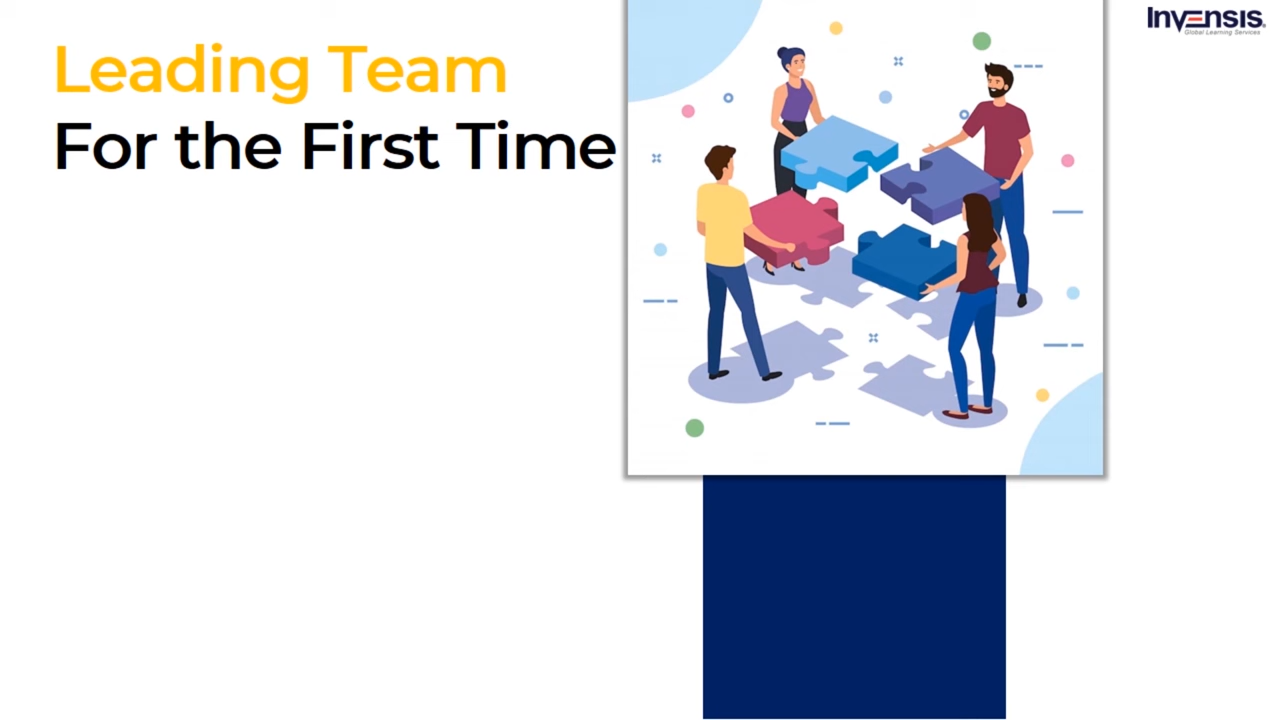 Leading Team
For the First Time
Invensis
Global Learning Services